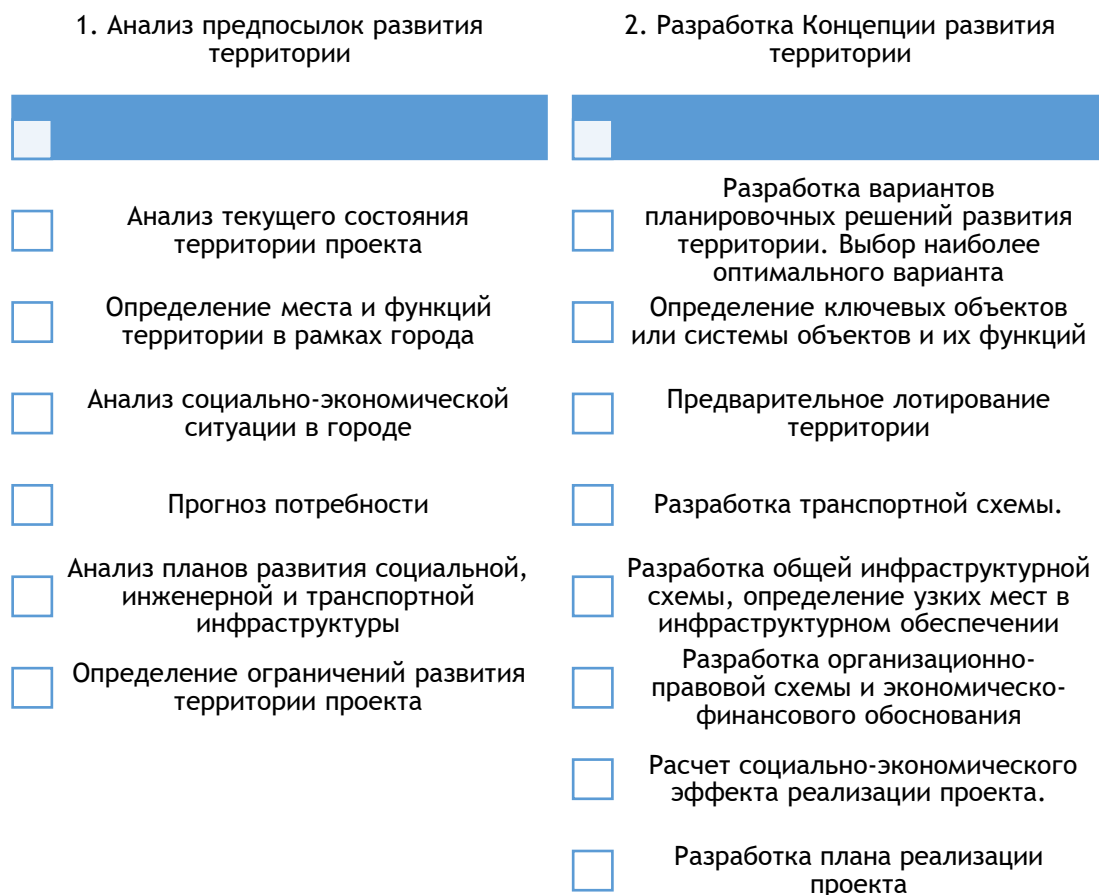 1. Анализ предпосылок развития
территории
Анализ текущего состояния
территории проекта
Определение места и функций
территории в рамках города
Анализ социально-экономической
ситуации в городе
Прогноз потребности
Анализ планов развития социальной,
инженерной и транспортной
инфраструктуры
Определение ограничений развития
территории проекта
2. Разработка Концепции развития
территории
Разработка вариантов
планировочных решений развития
территории. Выбор наиболее
оптимального варианта
Определение ключевых объектов
или системы объектов и их функций
Предварительное лотирование
территории
Разработка транспортной схемы.
Разработка общей инфраструктурной
схемы, определение узких мест в
инфраструктурном обеспечении
Разработка организационно-
правовой схемы и экономическо-
финансового обоснования
Расчет социально-экономического
эффекта реализации проекта.
Разработка плана реализации
проекта